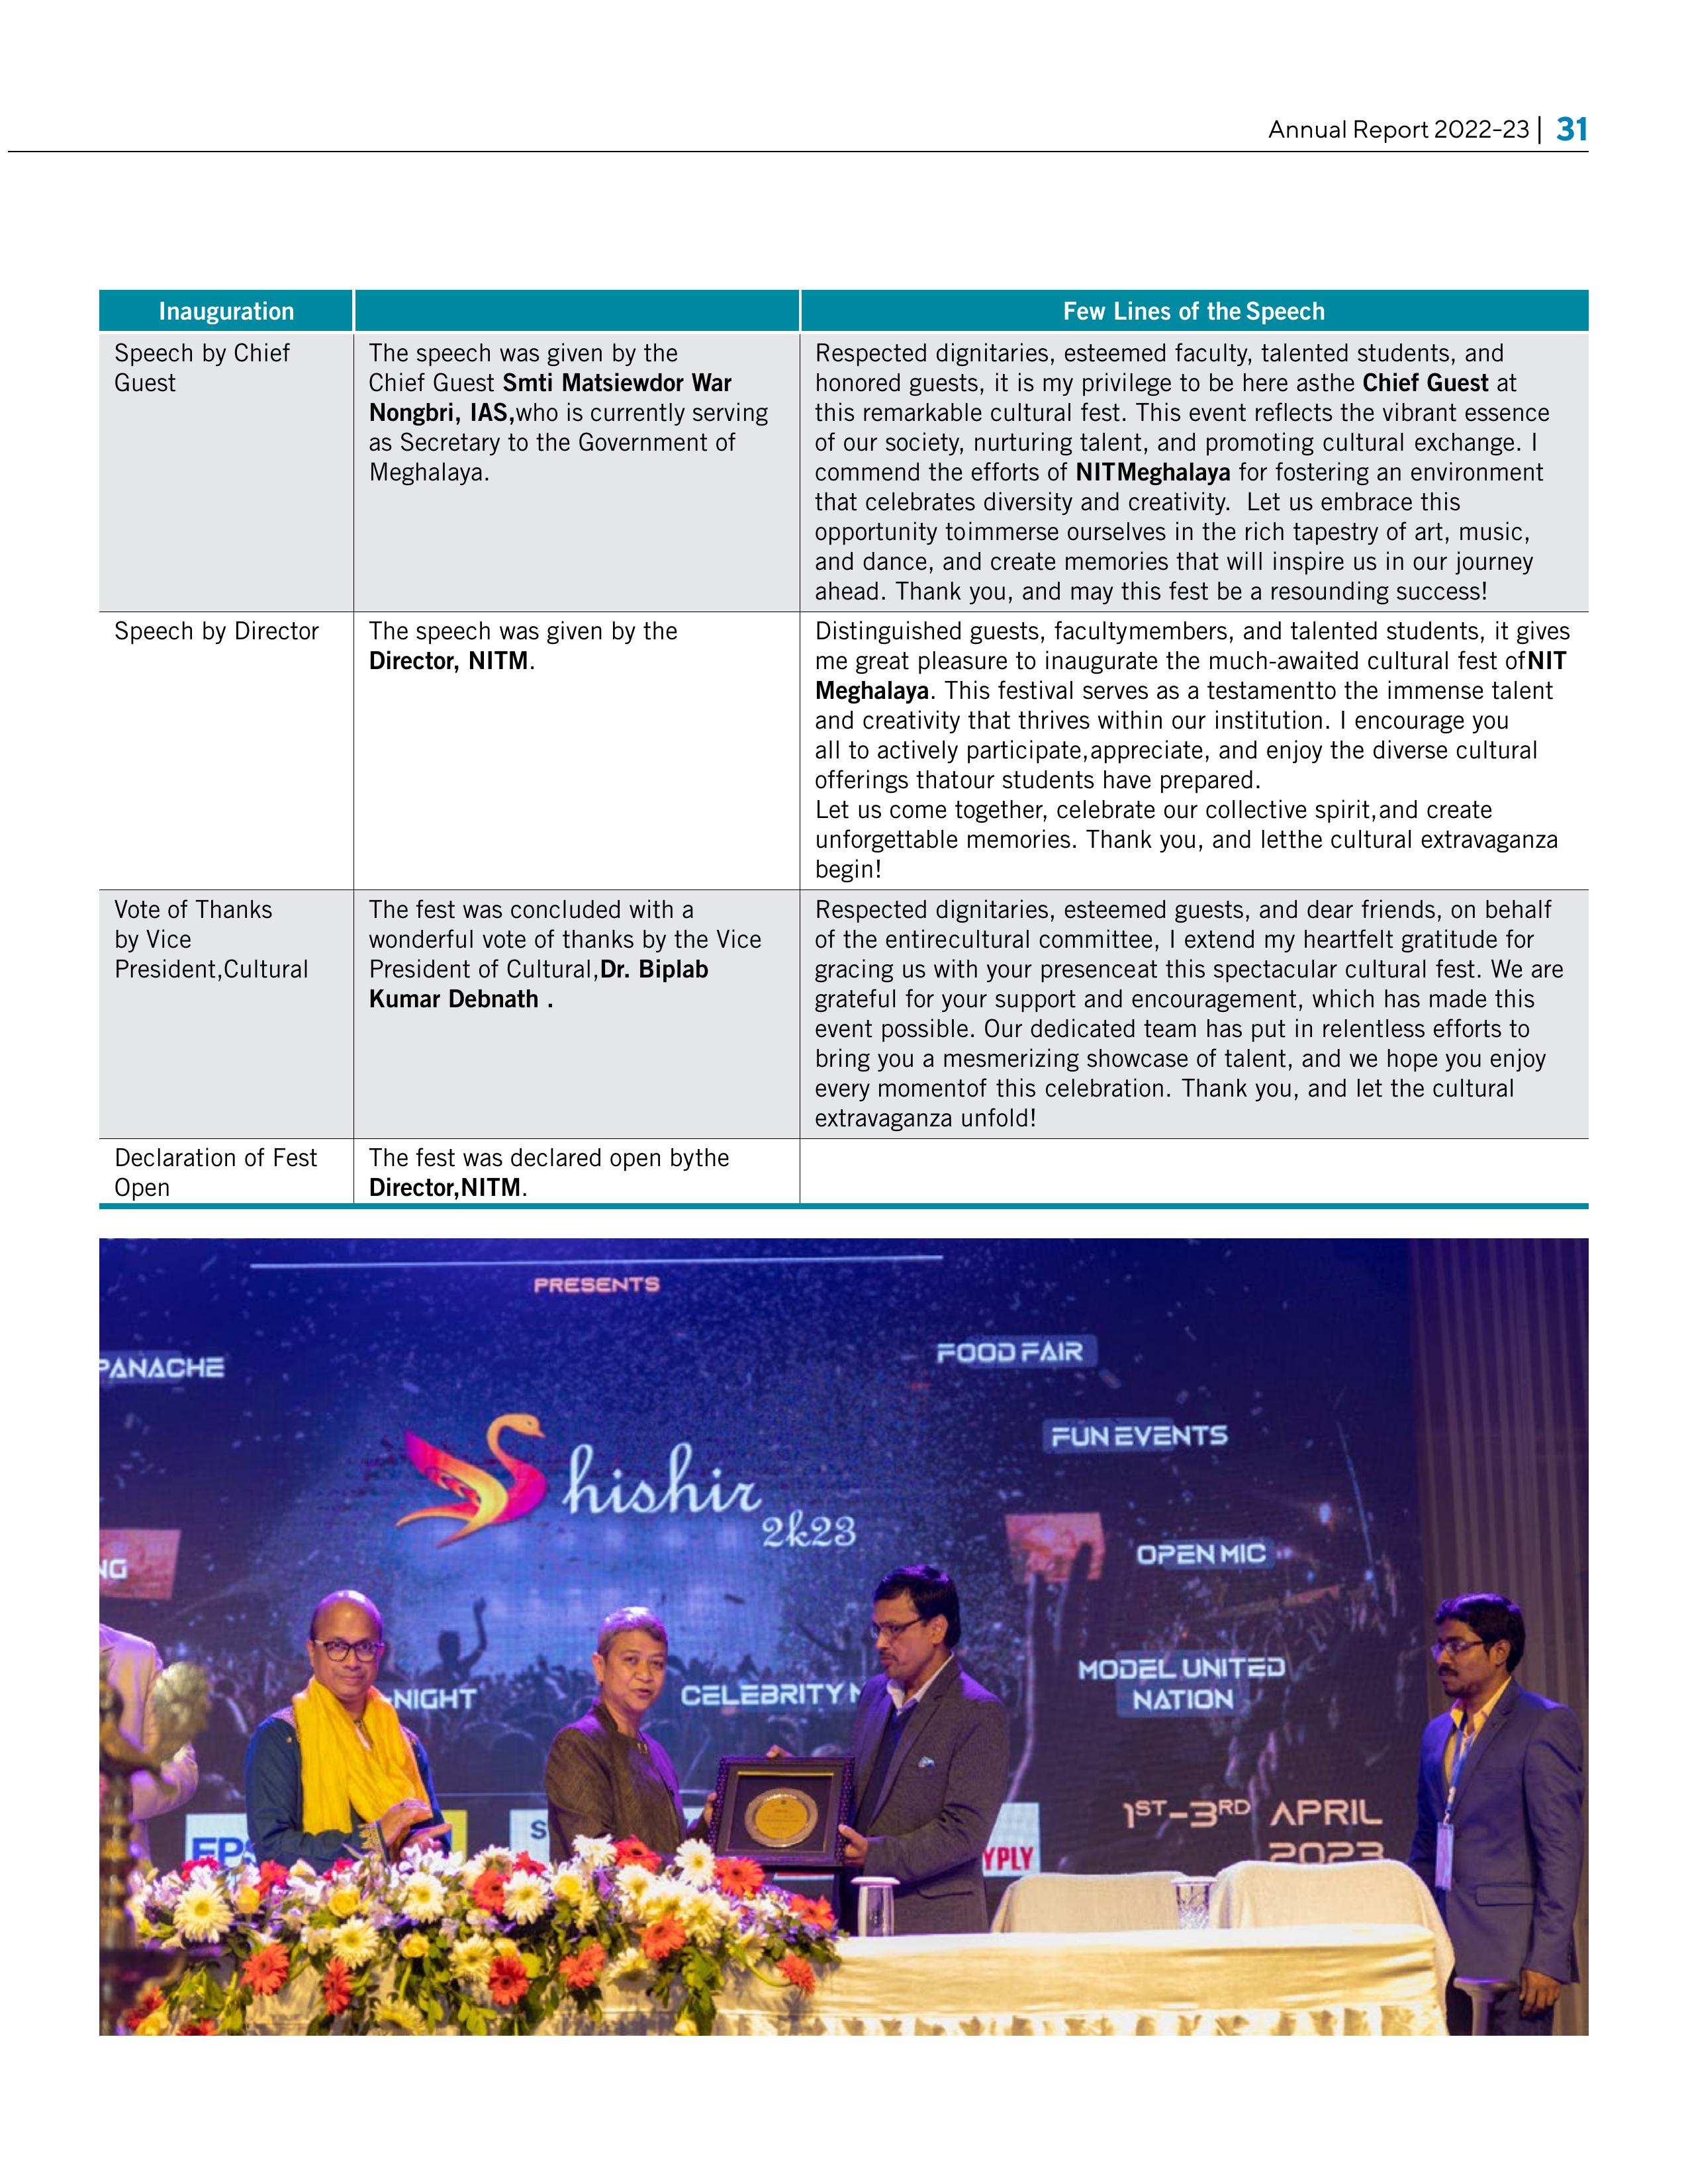 Annual Report 2022-23 | 31
Inauguration
Few Lines of the Speech
Speech by Chief
Guest
The speech was given by the
Chief Guest Smti Matsiewdor War
Nongbri, IAS,who is currently serving
as Secretary to the Government of
Meghalaya.
Respected dignitaries, esteemed faculty, talented students, and
honored guests, it is my privilege to be here asthe Chief Guest at
this remarkable cultural fest. This event reflects the vibrant essence
of our society, nurturing talent, and promoting cultural exchange. I
commend the efforts of NITMeghalaya for fostering an environment
that celebrates diversity and creativity.  Let us embrace this
opportunity toimmerse ourselves in the rich tapestry of art, music,
and dance, and create memories that will inspire us in our journey
ahead. Thank you, and may this fest be a resounding success!
Speech by Director
The speech was given by the
Director, NITM.
Distinguished guests, facultymembers, and talented students, it gives
me great pleasure to inaugurate the much-awaited cultural fest ofNIT
Meghalaya. This festival serves as a testamentto the immense talent
and creativity that thrives within our institution. I encourage you
all to actively participate,appreciate, and enjoy the diverse cultural
offerings thatour students have prepared.
Let us come together, celebrate our collective spirit,and create
unforgettable memories. Thank you, and letthe cultural extravaganza
begin!
Vote of Thanks
by Vice
President,Cultural
The fest was concluded with a
wonderful vote of thanks by the Vice
President of Cultural,Dr. Biplab
Kumar Debnath .
Respected dignitaries, esteemed guests, and dear friends, on behalf
of the entirecultural committee, I extend my heartfelt gratitude for
gracing us with your presenceat this spectacular cultural fest. We are
grateful for your support and encouragement, which has made this
event possible. Our dedicated team has put in relentless efforts to
bring you a mesmerizing showcase of talent, and we hope you enjoy
every momentof this celebration. Thank you, and let the cultural
extravaganza unfold!
Declaration of Fest
Open
The fest was declared open bythe
Director,NITM.
PRESENTS
PANACHE
FOOD FAIR
FUN EVENTS
Shishir
2k23
NG
OPEN MIC
MODEL UNITED
NATION
-NIGHT
CELEBRITY N
1ST-3RD APRIL
2023
EPS
S
YPLY